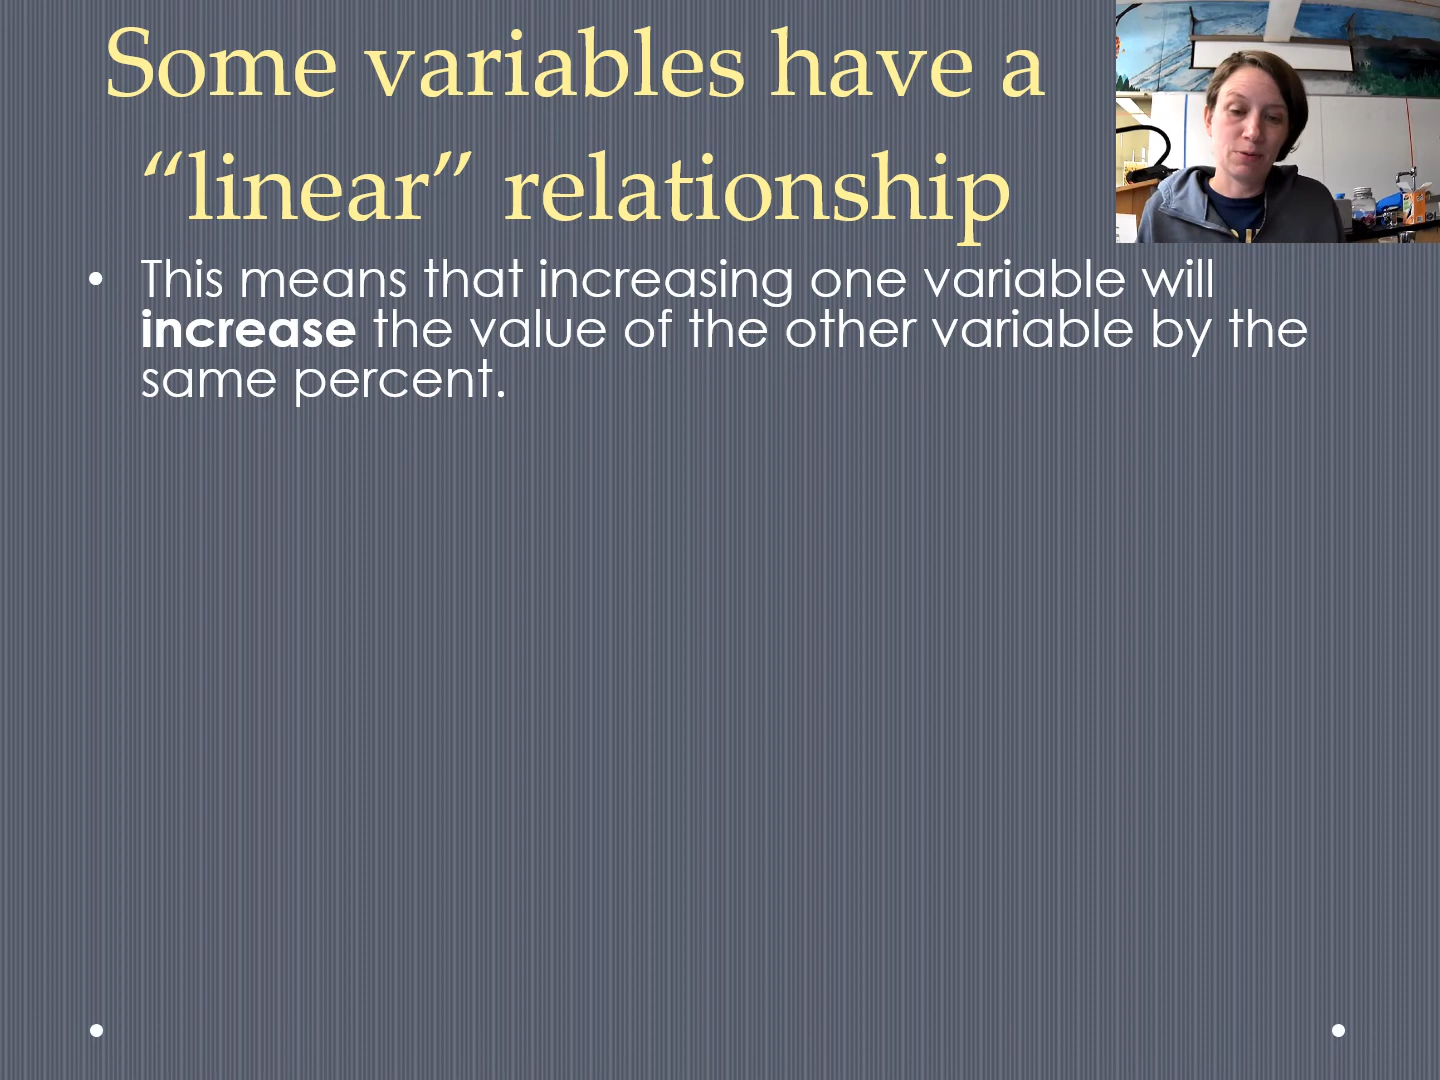 Some variables have a
“linear” relationship
• This means that increasing one variable will
increase the value of the other variable by the
same percent.